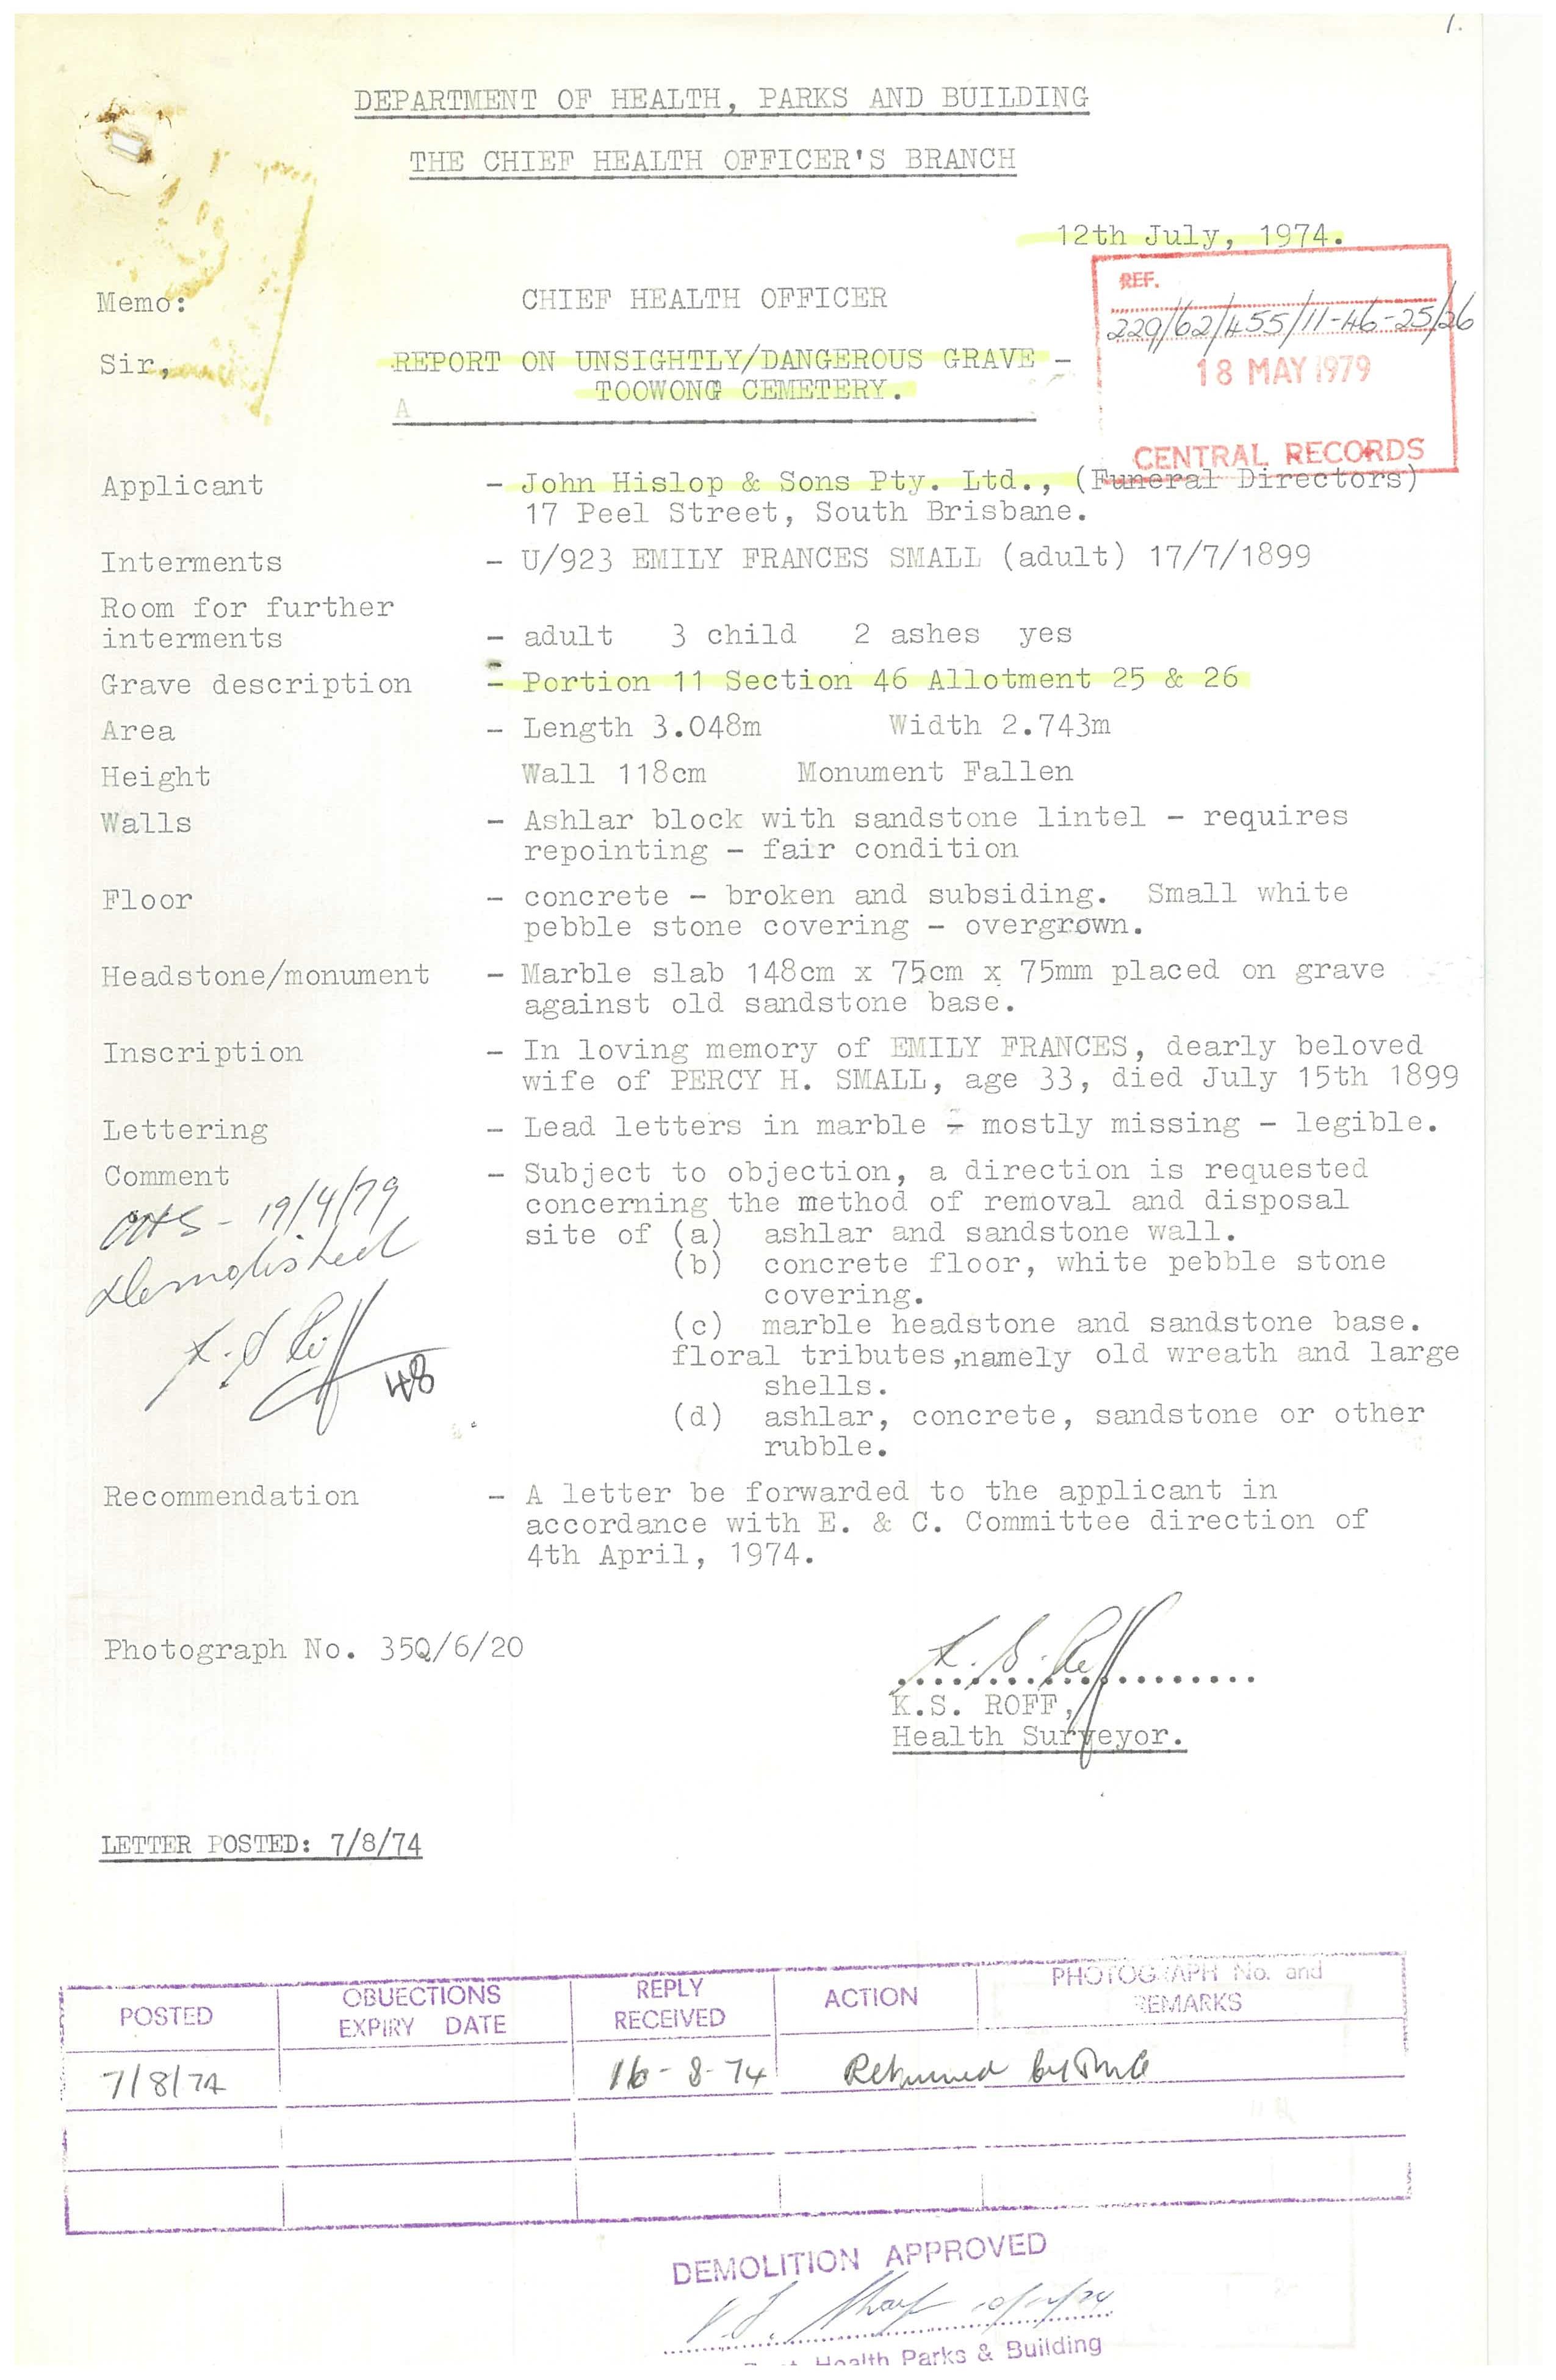 1.
DEPARTMENT OF HEALTH, PARKS AND BUILDING
THE CHIEF HEALTH OFFICER'S BRANCH
12th July, 1974.
REF.
229/62/455/11-46-25/26
18 MAY 1979
CENTRAL RECORDS
Memo: CHIEF HEALTH OFFICER
Sir, REPORT ON UNSIGHTLY/DANGEROUS GRAVE -
TOOWONG CEMETERY.
A
Applicant - John Hislop & Sons Pty. Ltd., (Funeral Directors)
17 Peel Street, South Brisbane.
Interments - U/923 EMILY FRANCES SMALL (adult) 17/7/1899
Room for further
interments - adult 3 child 2 ashes yes
Grave description - Portion 11 Section 46 Allotment 25 & 26
Area - Length 3.048m Width 2.743m
Height Wall 118cm Monument Fallen
Walls - Ashlar block with sandstone lintel - requires
repointing - fair condition
Floor - concrete - broken and subsiding. Small white
pebble stone covering - overgrown.
Headstone/monument - Marble slab 148cm x 75cm x 75mm placed on grave
against old sandstone base.
Inscription - In loving memory of EMILY FRANCES, dearly beloved
wife of PERCY H. SMALL, age 33, died July 15th 1899
Lettering - Lead letters in marble - mostly missing - legible.
Comment - Subject to objection, a direction is requested
concerning the method of removal and disposal
site of (a) ashlar and sandstone wall.
(b) concrete floor, white pebble stone
covering.
(c) marble headstone and sandstone base.
floral tributes,namely old wreath and large
shells.
(d) ashlar, concrete, sandstone or other
rubble.
19/4/79
Demolished
48
Recommendation - A letter be forwarded to the applicant in
accordance with E. & C. Committee direction of
4th April, 1974.
Photograph No. 35Q/6/20
K.S. ROFF,
Health Surveyor.
LETTER POSTED: 7/8/74
POSTED OBJECTIONS EXPIRY DATE REPLY RECEIVED ACTION PHOTOGRAPH No. and REMARKS
7/8/74 16-8-74 Returned by
DEMOLITION APPROVED
Health Parks & Building